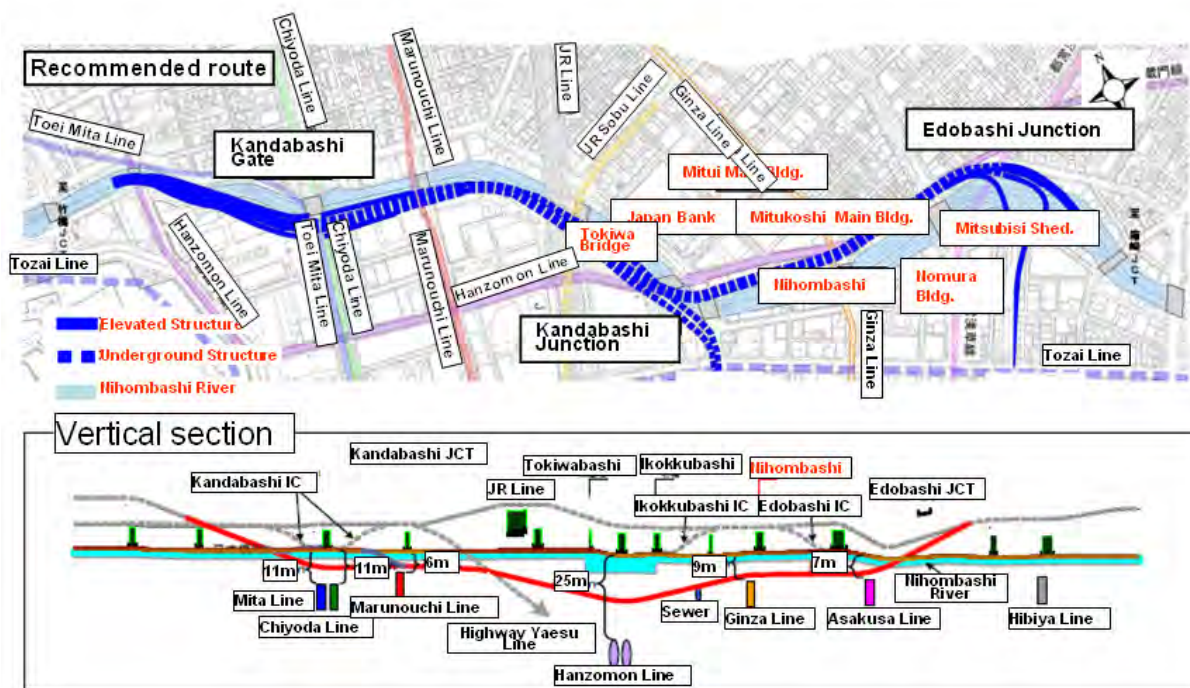 Recommended route
Chiyoda Line
Marunouchi Line
JR Line
JR Sobu Line
Ginza Line
Line
N
Toei Mita Line
Kandabashi
Gate
Edobashi Junction
Mitui Ma Bldg.
Japan Bank
Mitukoshi Main Bldg.
Mitsubisi Shed.
Tokiwa
Bridge
Tozai Line
Hanzomon Line
Toei Mita Line
Chiyoda Line
Marunouchi Line
Hanzomon Line
Nihombashi
Nomura
Bldg.
Kandabashi
Junction
Ginza Line
Tozai Line
Elevated Structure
Underground Structure
Nihombashi River
Vertical section
Kandabashi JCT
Tokiwabashi
Ikokkubashi
Nihombashi
Kandabashi IC
JR Line
Ikokkubashi IC
Edobashi IC
Edobashi JCT
11m
11m
6m
25m
9m
7m
Nihombashi
River
Mita Line
Marunouchi Line
Sewer
Ginza Line
Asakusa Line
Hibiya Line
Chiyoda Line
Highway Yaesu
Line
Hanzomon Line